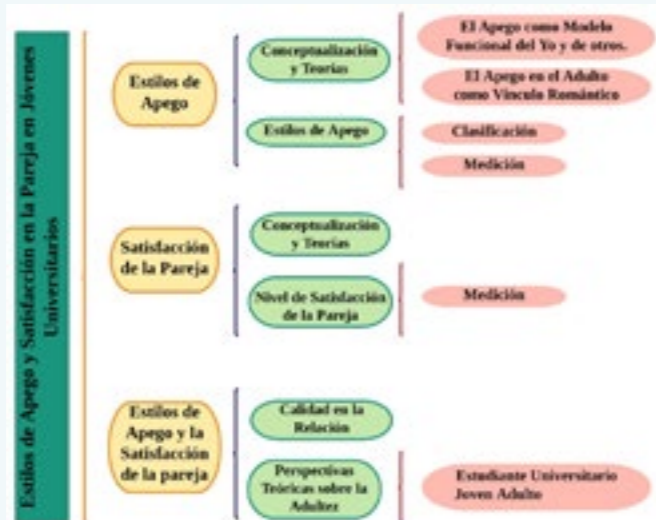 Estilos de Apego y Satisfacción en la Pareja en Jóvenes
Universitarios
Estilos de
Apego
Conceptualización
y Teorías
El Apego como Modelo
Funcional del Yo y de otros.
El Apego en el Adulto
como Vínculo Romántico
Estilos de Apego
Clasificación
Medición
Satisfacción
de la Pareja
Conceptualización
y Teorías
Nivel de Satisfacción
de la Pareja
Medición
Estilos de
Apego y la
Satisfacción
de la pareja
Calidad en la
Relación
Perspectivas
Teóricas sobre la
Adultez
Estudiante Universitario
Joven Adulto